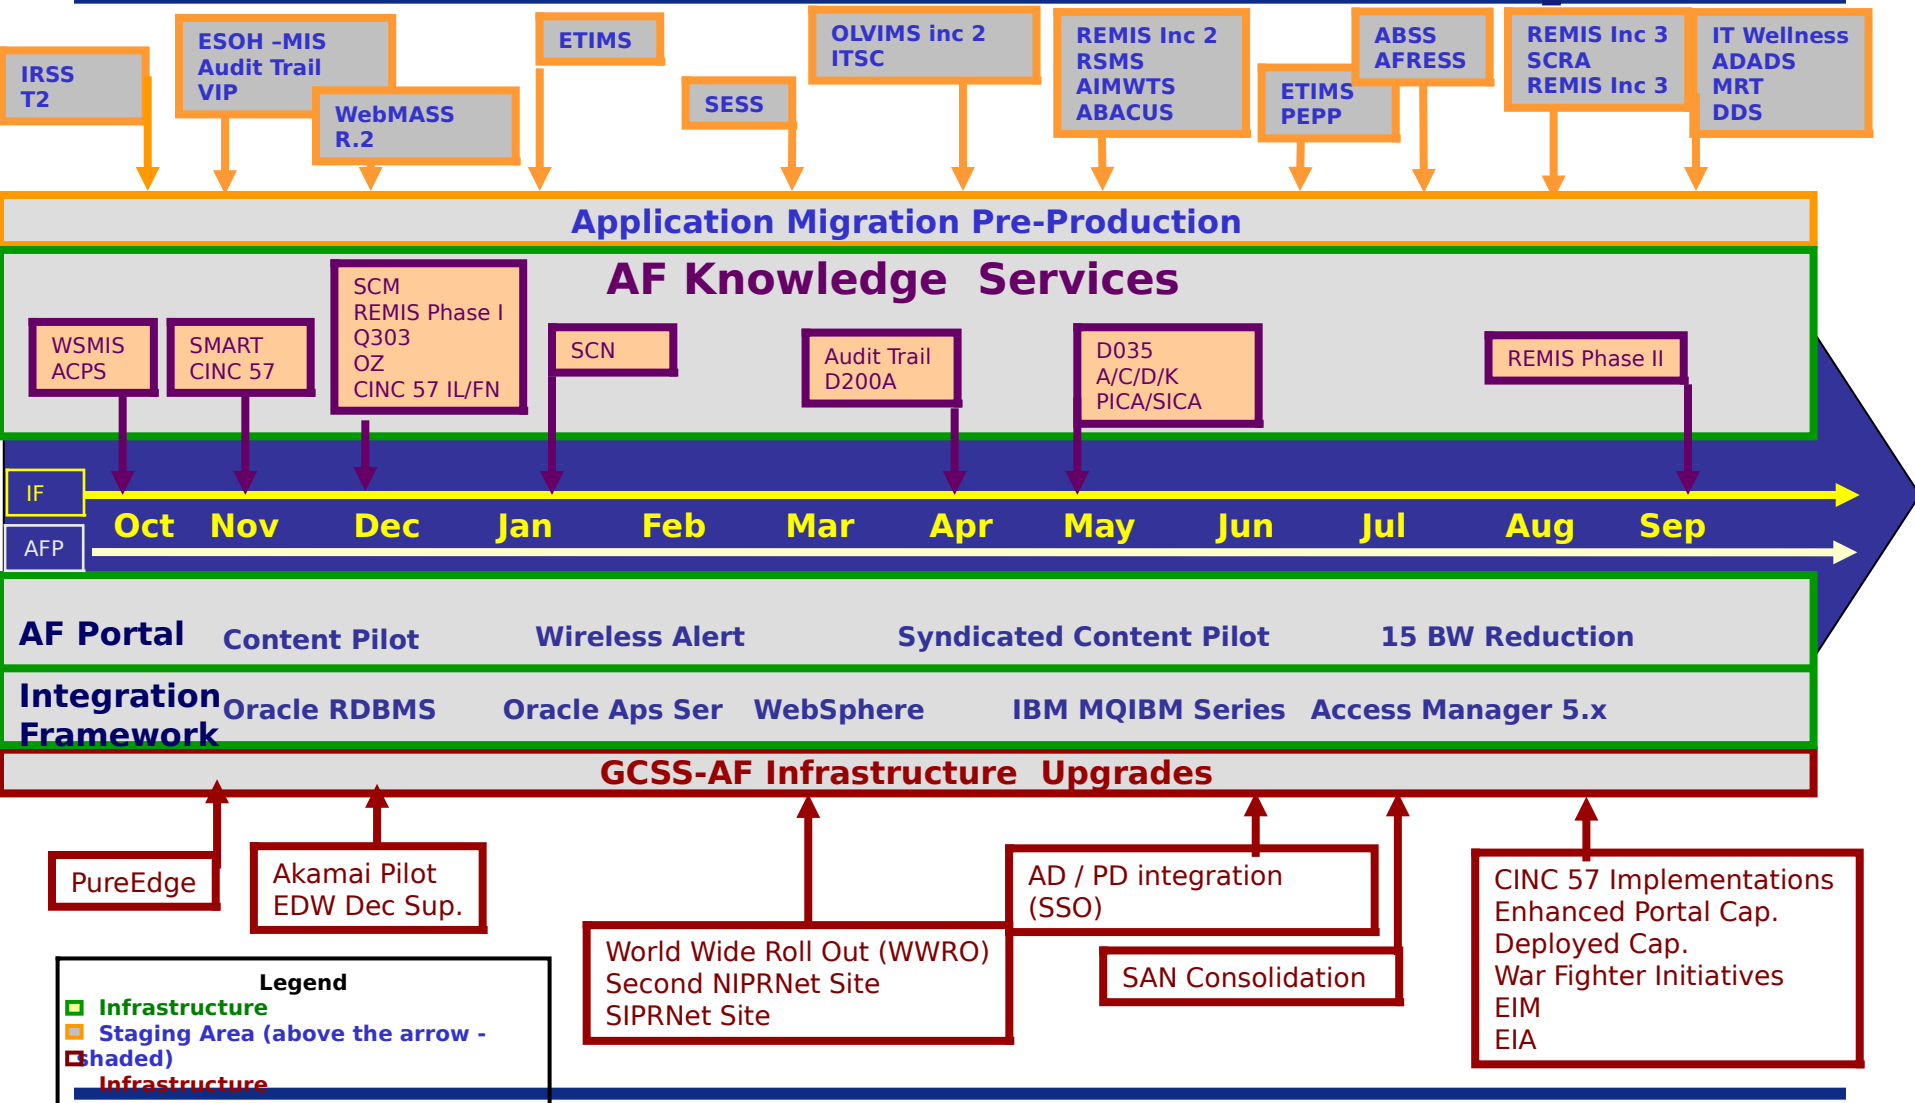 IRSS
T2
ESOH –MIS
Audit Trail
VIP
WebMASS
R.2
ETIMS
SESS
OLVIMS inc 2
ITSC
REMIS Inc 2
RSMS
AIMWTS
ABACUS
ETIMS
PEPP
ABSS
AFRESS
REMIS Inc 3
SCRA
REMIS Inc 3
IT Wellness
ADADS
MRT
DDS
Application Migration Pre-Production
AF Knowledge  Services
WSMIS
ACPS
SMART
CINC 57
SCM
REMIS Phase I
Q303
OZ
CINC 57 IL/FN
SCN
Audit Trail
D200A
D035
A/C/D/K
PICA/SICA
REMIS Phase II
IF
Oct Nov Dec Jan Feb Mar Apr May Jun Jul Aug Sep
AFP
AF Portal Content Pilot Wireless Alert Syndicated Content Pilot 15 BW Reduction
Integration
Framework
Oracle RDBMS Oracle Aps Ser WebSphere IBM MQIBM Series Access Manager 5.x
GCSS-AF Infrastructure  Upgrades
PureEdge
Akamai Pilot
EDW Dec Sup.
World Wide Roll Out (WWRO)
Second NIPRNet Site
SIPRNet Site
AD / PD integration
(SSO)
SAN Consolidation
CINC 57 Implementations
Enhanced Portal Cap.
Deployed Cap.
War Fighter Initiatives
EIM
EIA
Legend
Infrastructure
Staging Area (above the arrow -
shaded)
Infrastructure